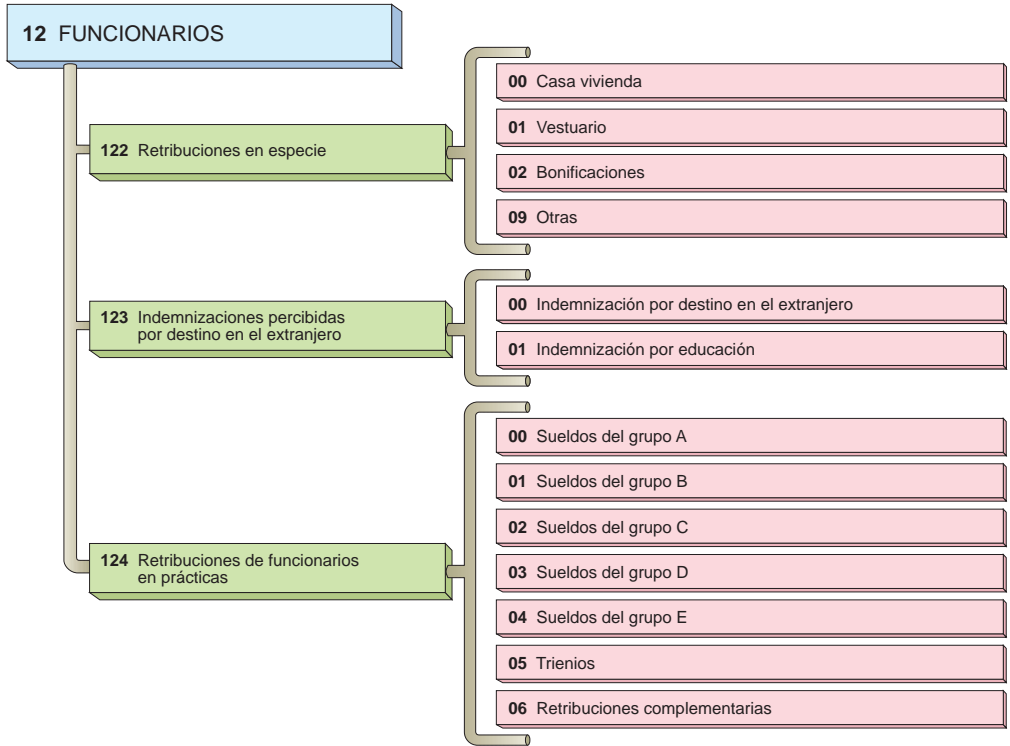 12 FUNCIONARIOS
122 Retribuciones en especie
00 Casa vivienda
01 Vestuario
02 Bonificaciones
09 Otras
123 Indemnizaciones percibidas
por destino en el extranjero
00 Indemnización por destino en el extranjero
01 Indemnización por educación
124 Retribuciones de funcionarios
en prácticas
00 Sueldos del grupo A
01 Sueldos del grupo B
02 Sueldos del grupo C
03 Sueldos del grupo D
04 Sueldos del grupo E
05 Trienios
06 Retribuciones complementarias